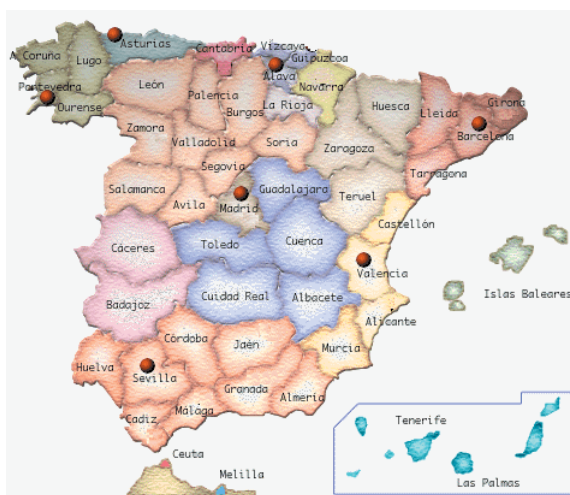 Asturias
Cantabria
Vizcaya
Guipuzcoa
A Coruña
Lugo
Alava
Pontevedra
Ourense
León
Palencia
Burgos
La Rioja
Navarra
Huesca
Lleida
Girona
Barcelona
Zamora
Valladolid
Soria
Zaragoza
Segovia
Tarragona
Salamanca
Avila
Madrid
Guadalajara
Teruel
Castellón
Cáceres
Toledo
Cuenca
Valencia
Badajoz
Cuidad Real
Albacete
Islas Baleares
Alicante
Córdoba
Jaén
Murcia
Huelva
Sevilla
Granada
Almería
Cadiz
Málaga
Tenerife
Ceuta
Melilla
Las Palmas